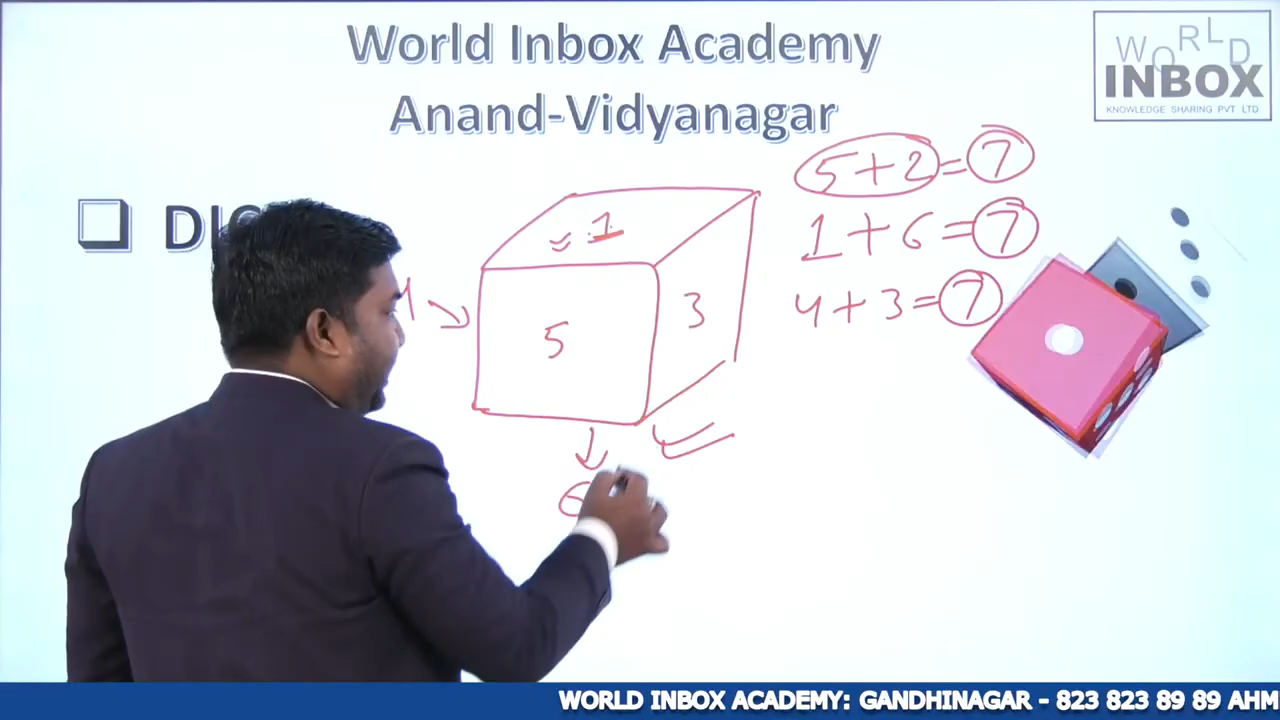 World Inbox Academy
Anand-Vidyanagar
WORLD
INBOX
KNOWLEDGE SHARING PVT LTD
5+2=7
1+6=7
4+3=7
1
5
3
WORLD INBOX ACADEMY: GANDHINAGAR - 823 823 89 89 AHM